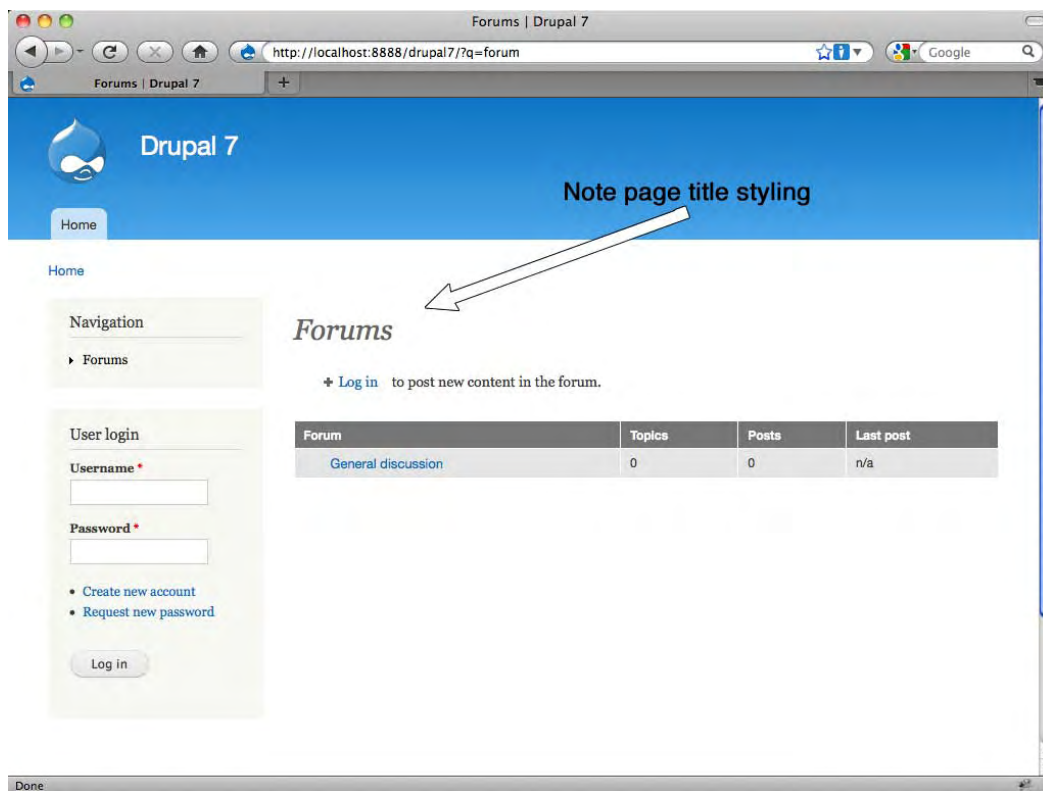 Forums | Drupal 7
http://localhost:8888/drupal7/?q=forum
Google
Forums | Drupal 7
Drupal 7
Note page title styling
Home
Home
Navigation
Forums
Forums
Log in to post new content in the forum.
User login
Username *
Password *
Create new account
Request new password
Log in
Forum Topics Posts Last post
General discussion 0 0 n/a
Done